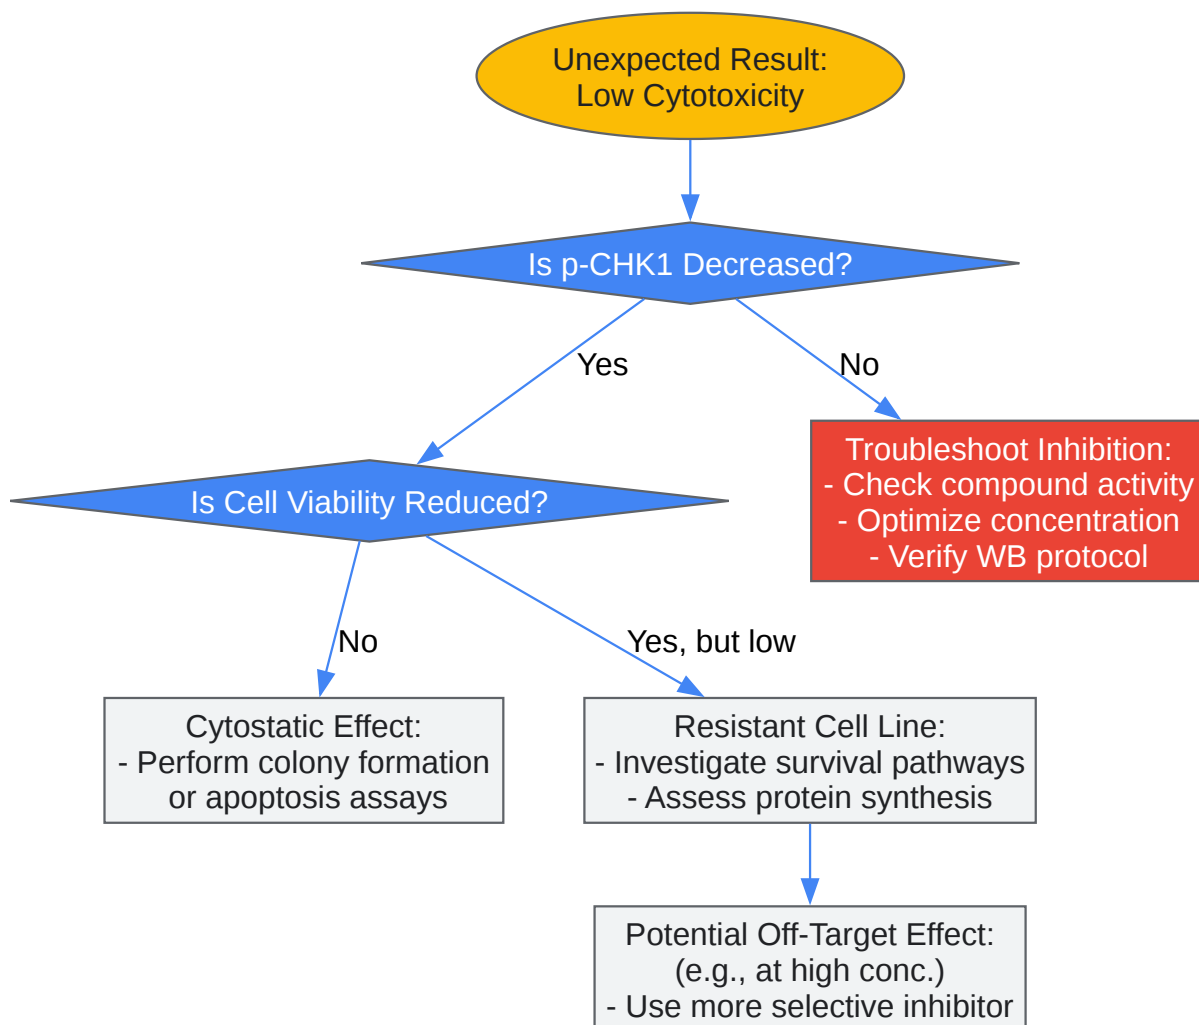 Unexpected Result:
Low Cytotoxicity
Is p-CHK1 Decreased?
Yes
No
Troubleshoot Inhibition:
- Check compound activity
- Optimize concentration
- Verify WB protocol
Is Cell Viability Reduced?
No
Yes, but low
Cytostatic Effect:
- Perform colony formation
or apoptosis assays
Resistant Cell Line:
- Investigate survival pathways
- Assess protein synthesis
Potential Off-Target Effect:
(e.g., at high conc.)
- Use more selective inhibitor